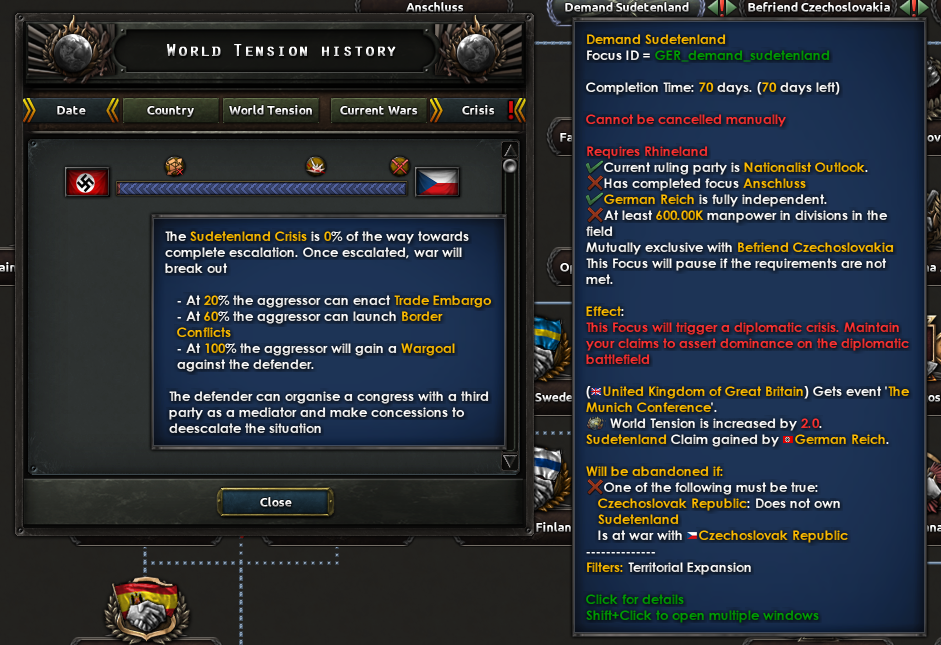 Anschluss
Demand Sudetenland
Befriend Czechoslovakia
World Tension history
Date
Country
World Tension
Current Wars
Crisis
The Sudetenland Crisis is 0% of the way towards
complete escalation. Once escalated, war will
break out
- At 20% the aggressor can enact Trade Embargo
- At 60% the aggressor can launch Border
Conflicts
- At 100% the aggressor will gain a Wargoal
against the defender.
The defender can organise a congress with a third
party as a mediator and make concessions to
deescalate the situation
Close
Demand Sudetenland
Focus ID = GER_demand_sudetenland
Completion Time: 70 days. (70 days left)
Cannot be cancelled manually
Requires Rhineland
Current ruling party is Nationalist Outlook.
Has completed focus Anschluss
German Reich is fully independent.
At least 600.00K manpower in divisions in the
field
Mutually exclusive with Befriend Czechoslovakia
This Focus will pause if the requirements are not
met.
Effect:
This Focus will trigger a diplomatic crisis. Maintain
your claims to assert dominance on the diplomatic
battlefield
(United Kingdom of Great Britain) Gets event 'The
Munich Conference'.
World Tension is increased by 2.0.
Sudetenland Claim gained by German Reich.
Will be abandoned if:
One of the following must be true:
Czechoslovak Republic: Does not own
Sudetenland
Is at war with Czechoslovak Republic
--------------
Filters: Territorial Expansion
Click for details
Shift+Click to open multiple windows
Swede
Finlan